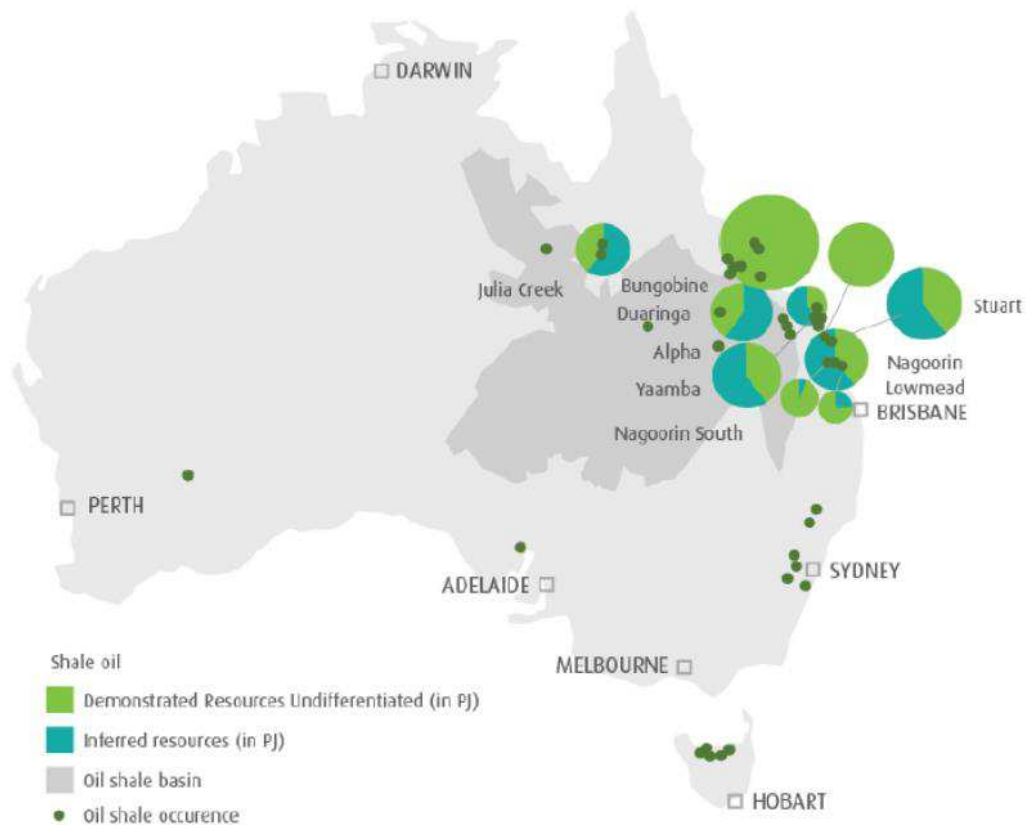 DARWIN
Julia Creek
Bungobine
Duaringa
Stuart
Alpha
Nagoorin
Yaamba
Lowmead
BRISBANE
Nagoorin South
PERTH
SYDNEY
ADELAIDE
MELBOURNE
Shale oil
Demonstrated Resources Undifferentiated (in PJ)
Inferred resources (in PJ)
Oil shale basin
Oil shale occurence
HOBART